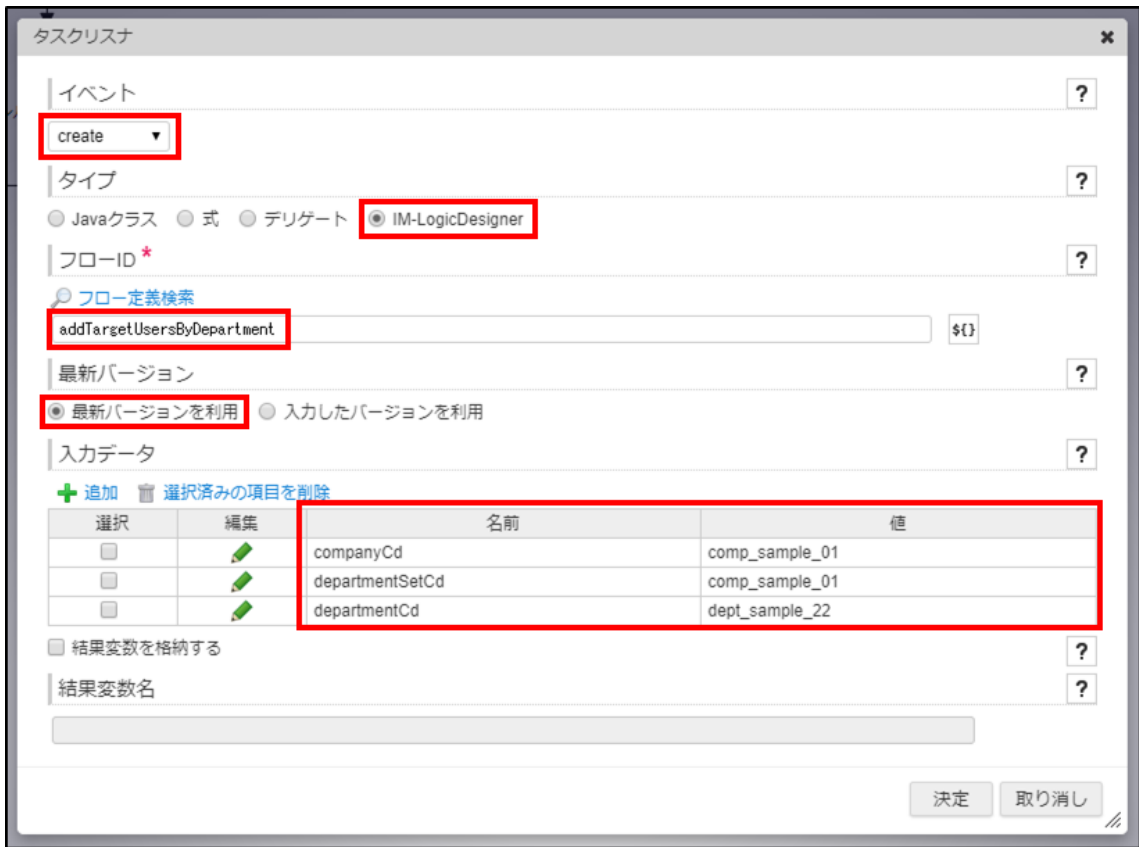 タスクリスナ ✖
イベント ?
create ▼
タイプ ?
Javaクラス 式 デリゲート IM-LogicDesigner
フローID * ?
フロー定義検索
addTargetUsersByDepartment ${}
最新バージョン ?
最新バージョンを利用 入力したバージョンを利用
入力データ ?
追加 選択済みの項目を削除
選択 編集 名前 値
companyCd comp_sample_01
departmentSetCd comp_sample_01
departmentCd dept_sample_22
結果変数を格納する ?
結果変数名 ?
決定 取り消し